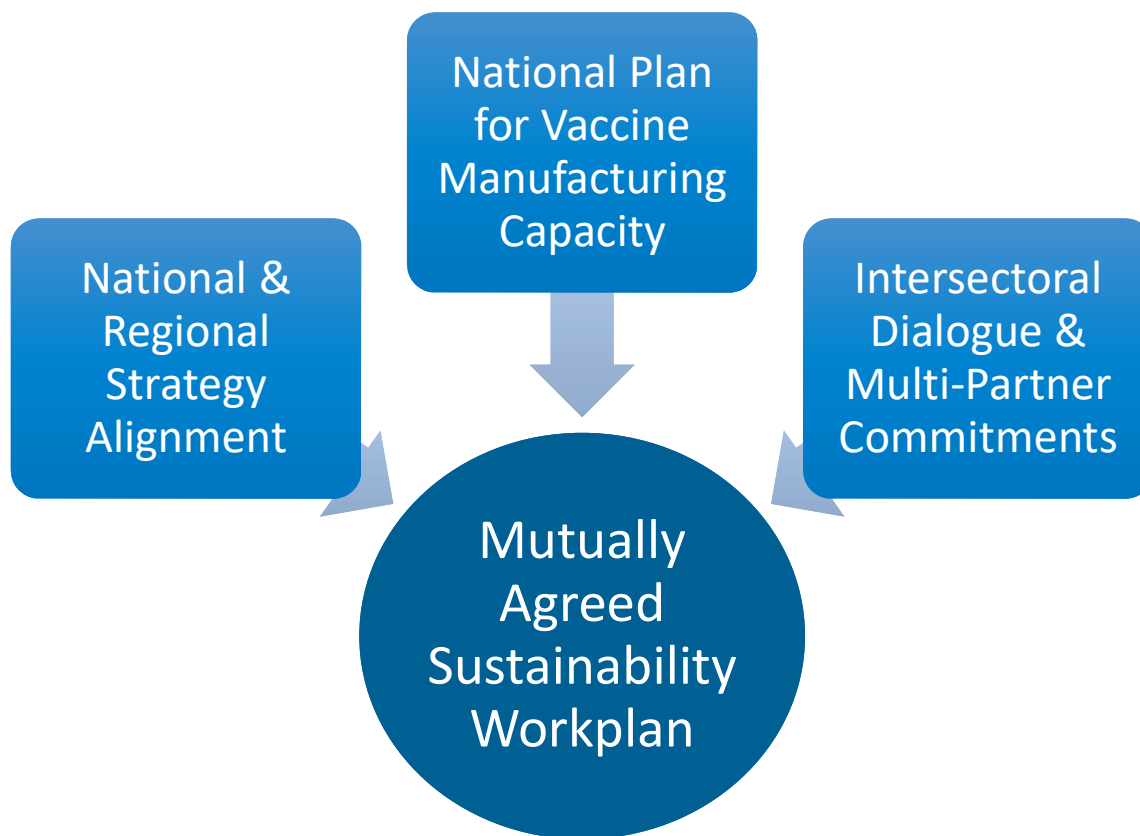 National Plan
for Vaccine
Manufacturing
Capacity
National &
Regional
Strategy
Alignment
Intersectoral
Dialogue &
Multi-Partner
Commitments
Mutually
Agreed
Sustainability
Workplan